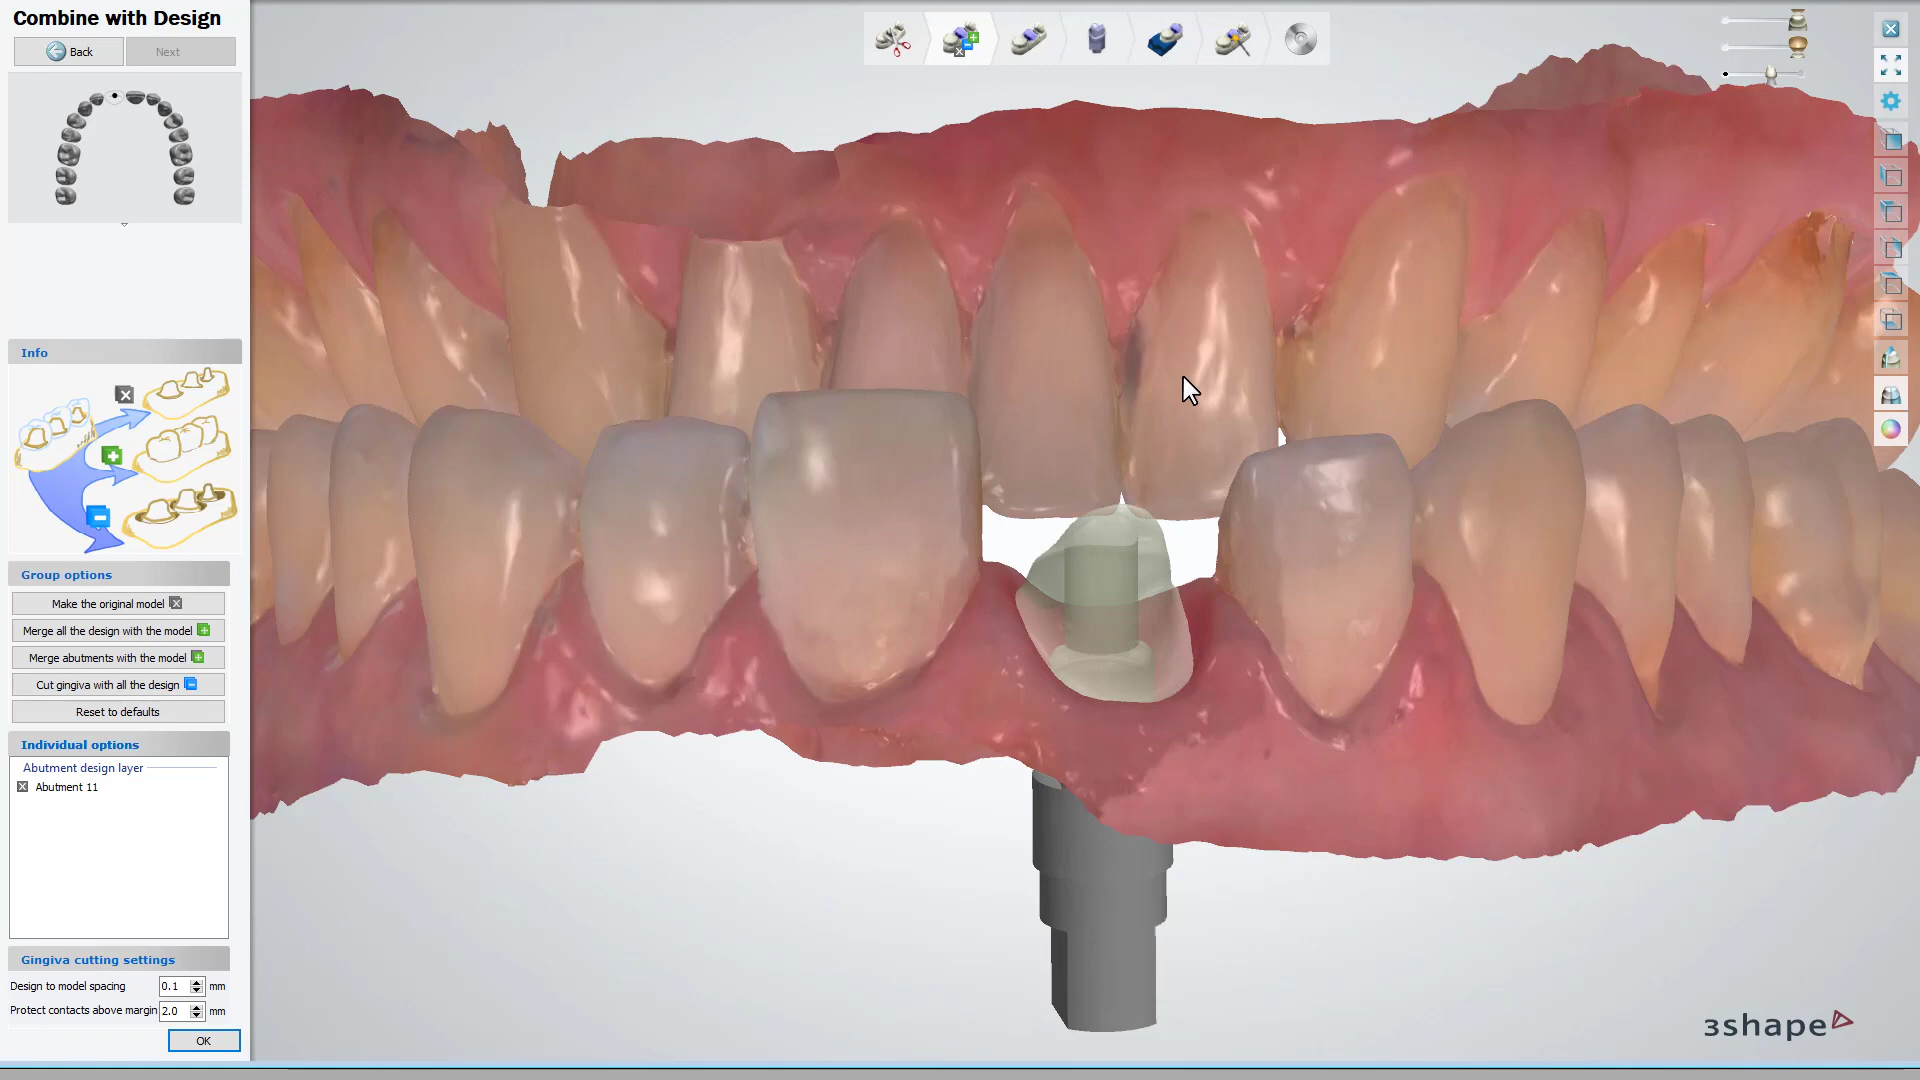 Combine with Design
Back
Next
Info
Group options
Make the original model
Merge all the design with the model
Merge abutments with the model
Cut gingiva with all the design
Reset to defaults
Individual options
Abutment design layer
Abutment 11
Gingiva cutting settings
Design to model spacing 0.1 mm
Protect contacts above margin 2.0 mm
OK
3shape